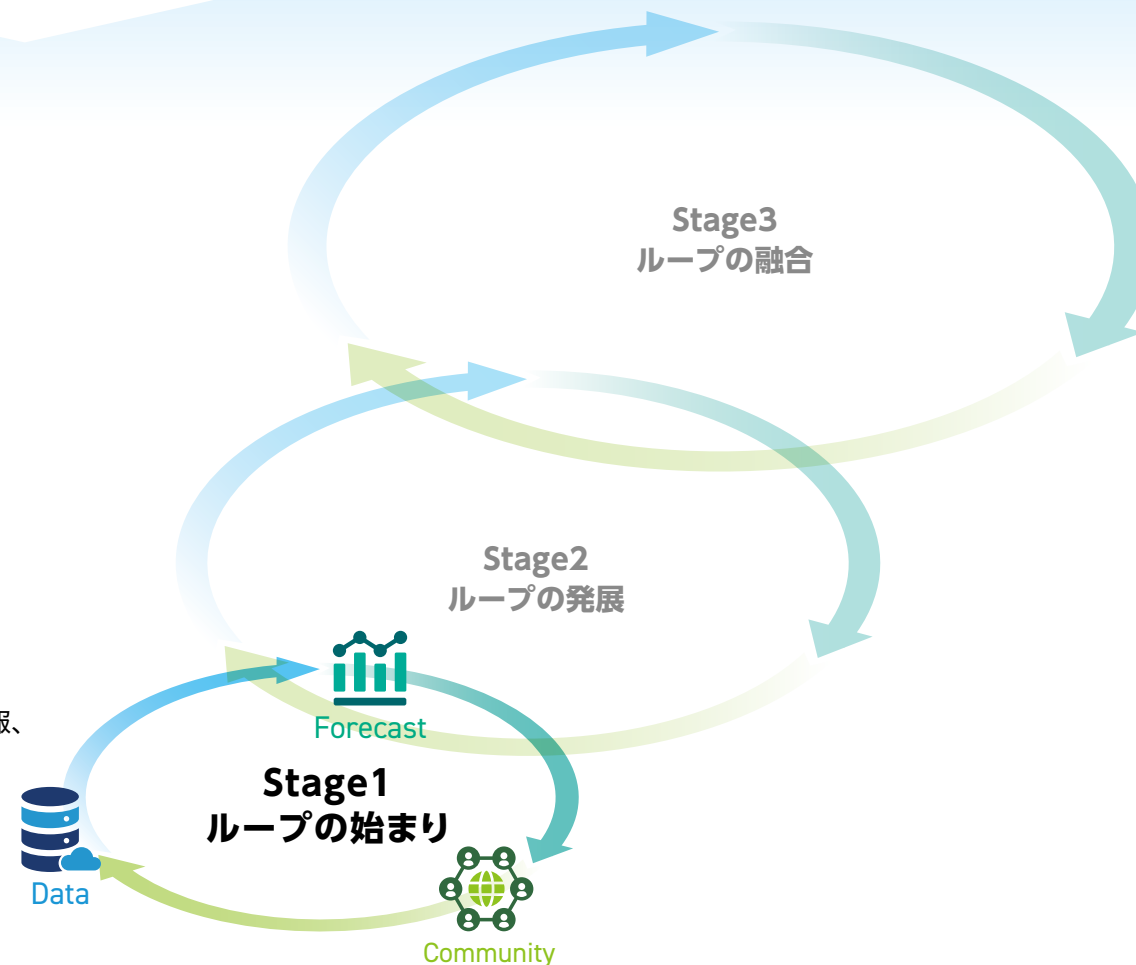 Stage3
ループの融合
Stage2
ループの発展
Forecast
報、
Stage1
ループの始まり
Data
Community